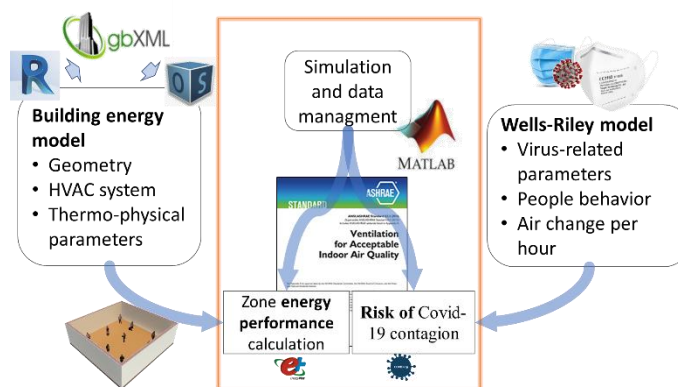 gbXML
R
O S
Building energy
model
• Geometry
• HVAC system
• Thermo-physical
parameters
Simulation
and data
managment
MATLAB
STANDARD
ASHRAE
Ventilation
for Acceptable
Indoor Air Quality
Zone energy
performance
calculation
Risk of Covid-
19 contagion
Wells-Riley model
• Virus-related
parameters
• People behavior
• Air change per
hour